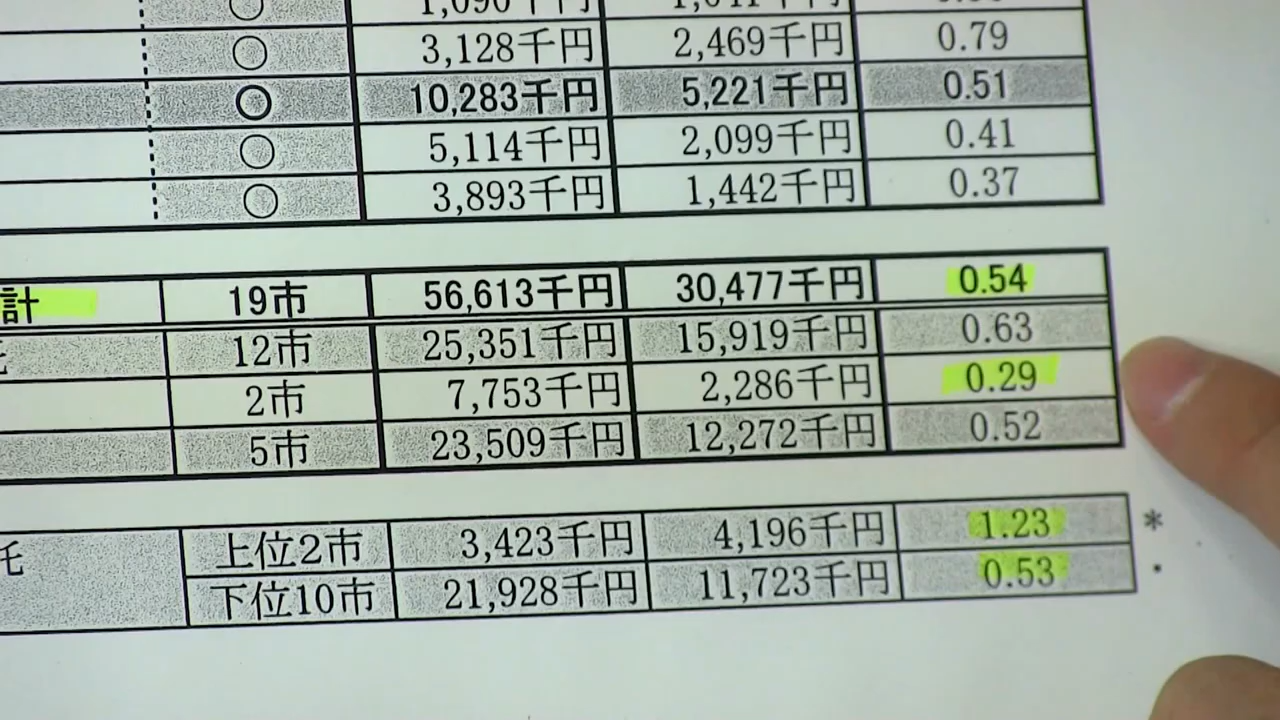 ○ 3,128千円 2,469千円 0.79
○ 10,283千円 5,221千円 0.51
○ 5,114千円 2,099千円 0.41
○ 3,893千円 1,442千円 0.37
計 19市 56,613千円 30,477千円 0.54
12市 25,351千円 15,919千円 0.63
2市 7,753千円 2,286千円 0.29
5市 23,509千円 12,272千円 0.52
託 上位2市 3,423千円 4,196千円 1.23 *
下位10市 21,928千円 11,723千円 0.53